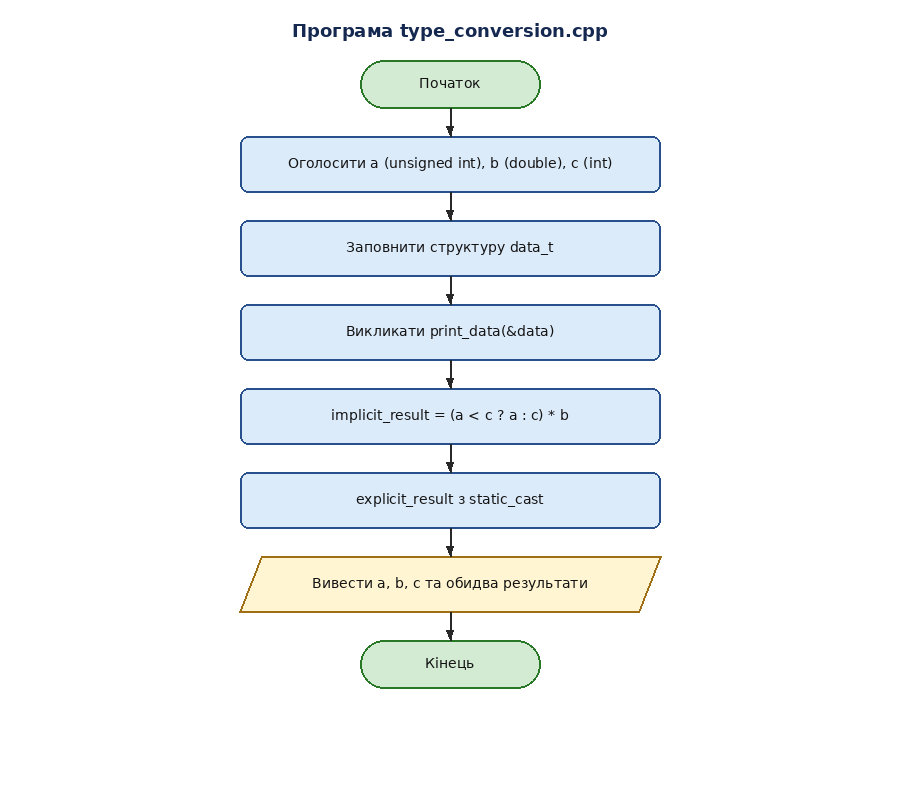 Програма type_conversion.cpp
Початок
Оголосити a (unsigned int), b (double), c (int)
Заповнити структуру data_t
Викликати print_data(&data)
implicit_result = (a < c ? a : c) * b
explicit_result з static_cast
Вивести a, b, c та обидва результати
Кінець